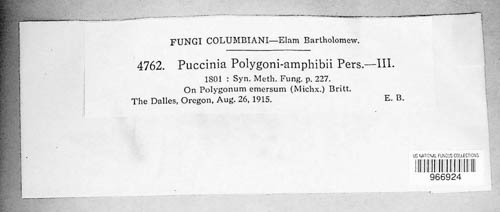 FUNGI COLUMBIANI—Elam Bartholomew.
4762. Puccinia Polygoni-amphibii Pers.—III.
1801 : Syn. Meth. Fung. p. 227.
On Polygonum emersum (Michx.) Britt.
The Dalles, Oregon, Aug. 26, 1915. E. B.
US NATIONAL FUNGUS COLLECTIONS
966924